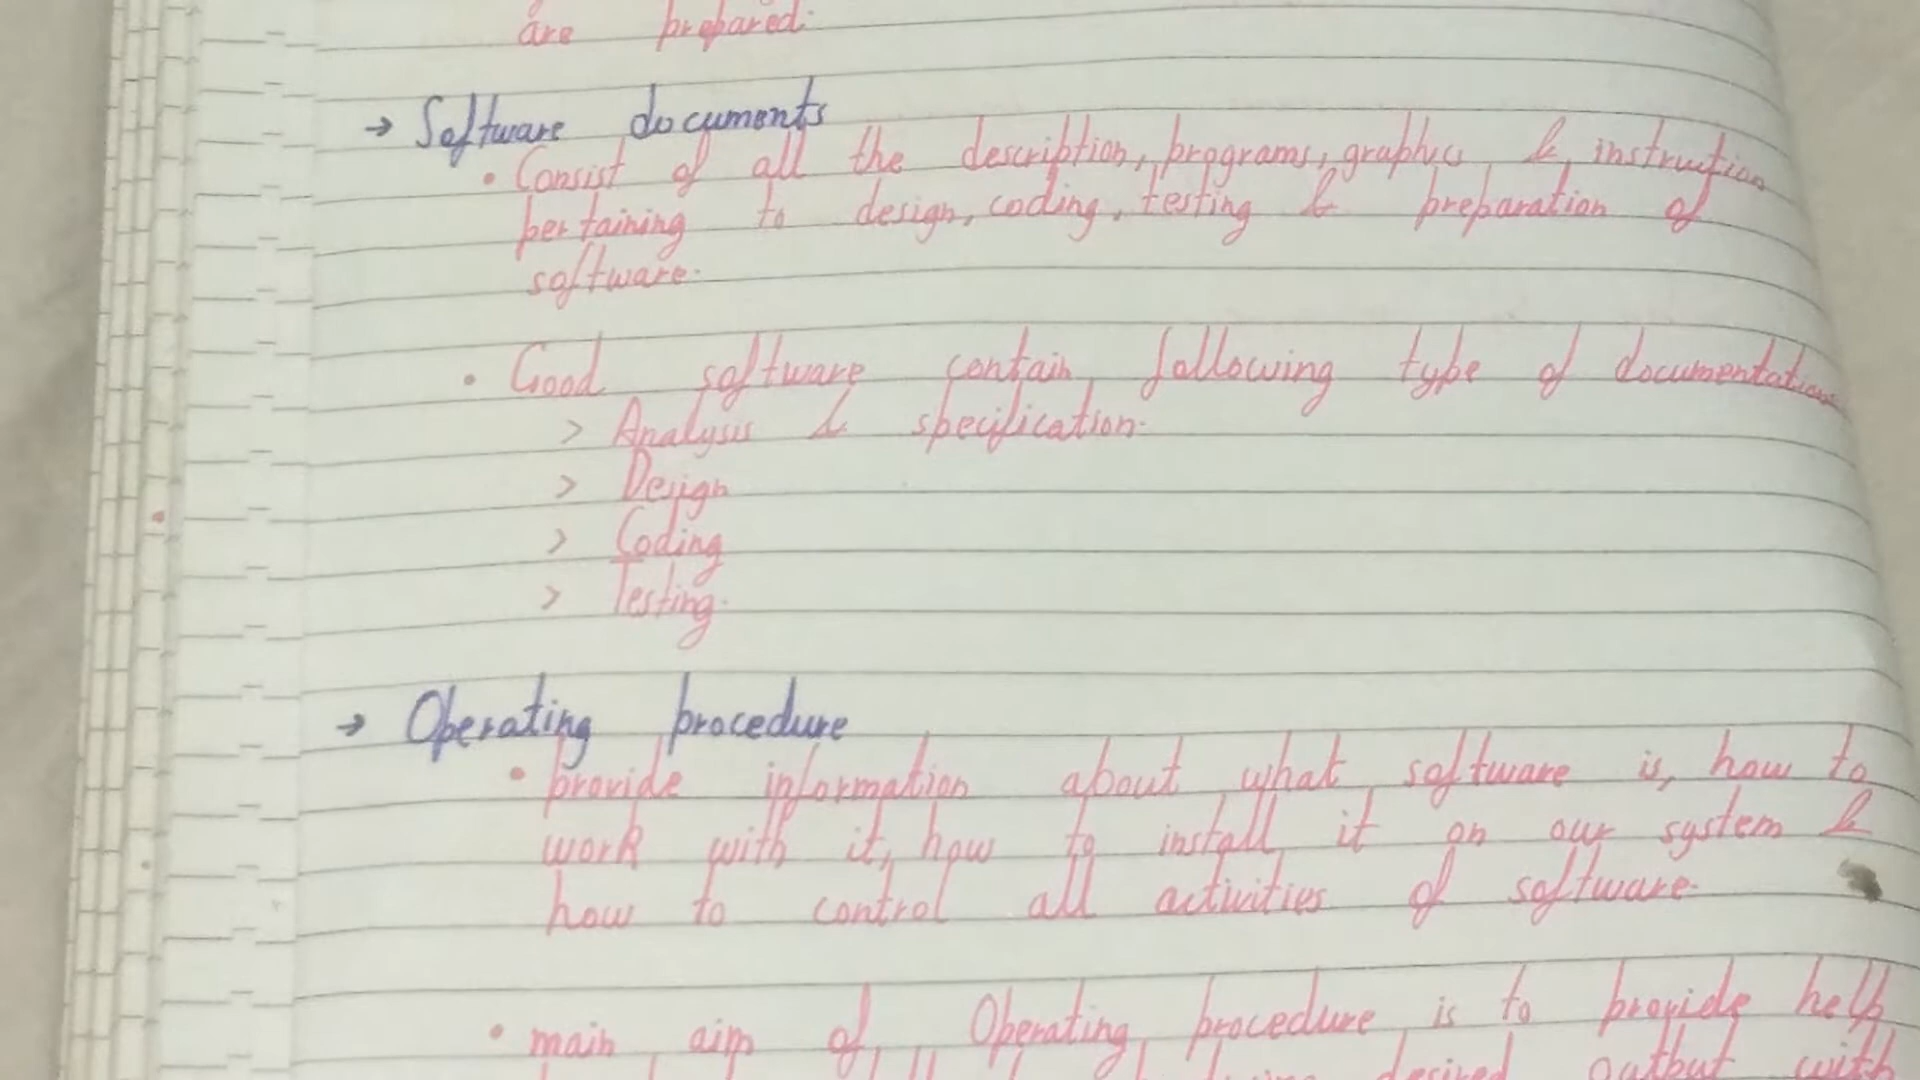 are prepared.
→ Software documents
• Consist of all the description, programs, graphics & instruction
pertaining to design, coding, testing & preparation of
software.
• Good software contain following type of documentation
> Analysis & specification.
> Design
> Coding
> Testing.
→ Operating procedure
• provide information about what software is, how to
work with it, how to install it on our system &
how to control all activities of software.
• main aim of Operating procedure is to provide help
desired output with